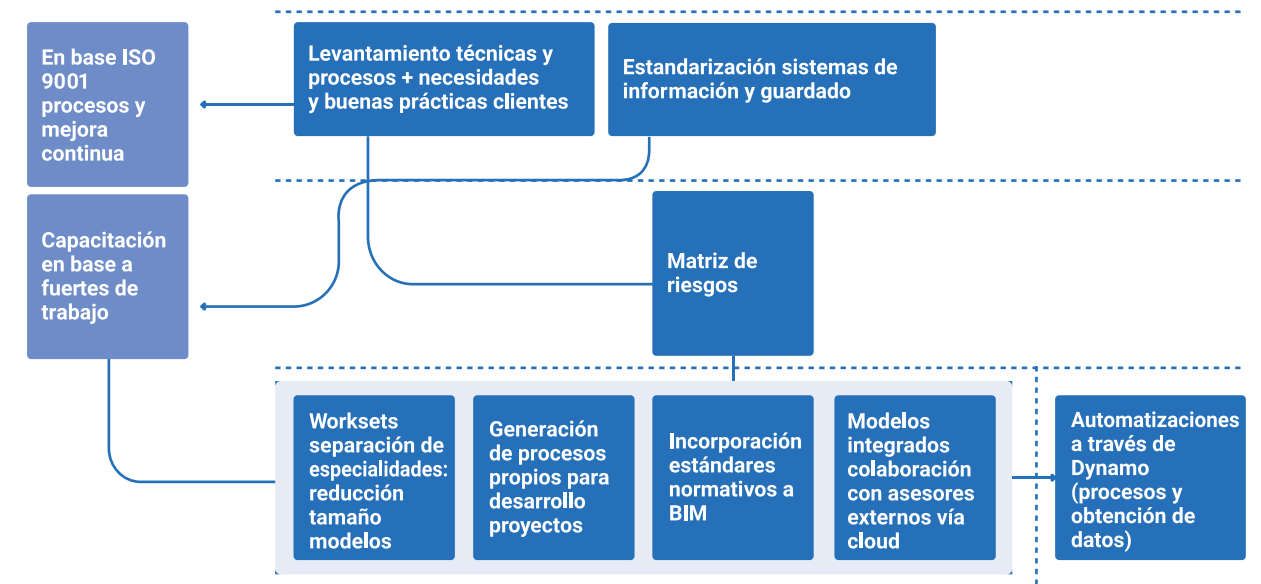 En base ISO
9001
procesos y
mejora
continua
Levantamiento técnicas y
procesos + necesidades
y buenas prácticas clientes
Estandarización sistemas de
información y guardado
Capacitación
en base a
fuertes de
trabajo
Matriz de
riesgos
Worksets
separación de
especialidades:
reducción
tamaño
modelos
Generación
de procesos
propios para
desarrollo
proyectos
Incorporación
estándares
normativos a
BIM
Modelos
integrados
colaboración
con asesores
externos vía
cloud
Automatizaciones
a través de
Dynamo
(procesos y
obtención de
datos)